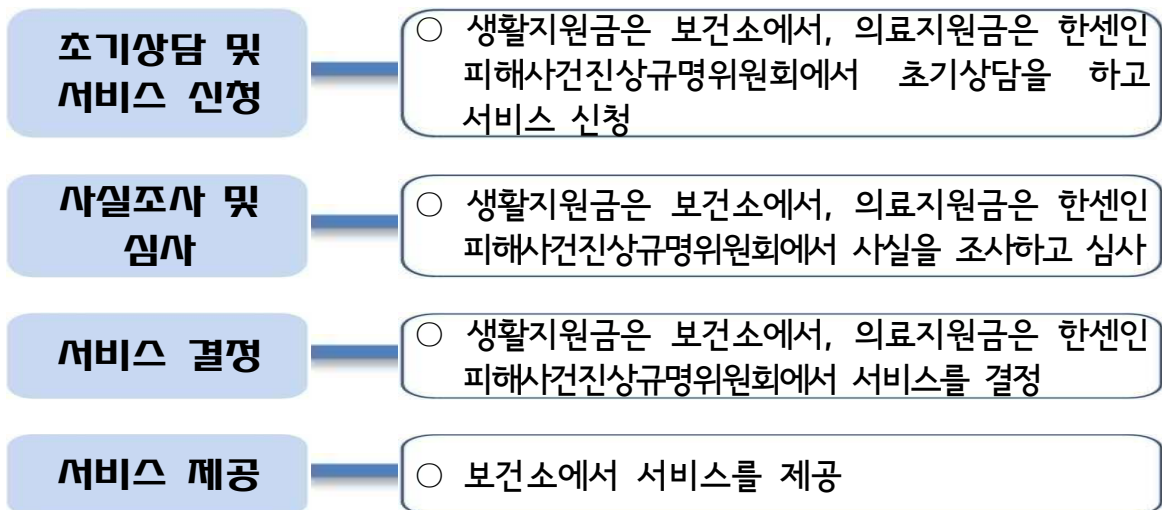 초기상담 및
서비스 신청
○ 생활지원금은 보건소에서, 의료지원금은 한센인
피해사건진상규명위원회에서 초기상담을 하고
서비스 신청
사실조사 및
심사
○ 생활지원금은 보건소에서, 의료지원금은 한센인
피해사건진상규명위원회에서 사실을 조사하고 심사
서비스 결정
○ 생활지원금은 보건소에서, 의료지원금은 한센인
피해사건진상규명위원회에서 서비스를 결정
서비스 제공
○ 보건소에서 서비스를 제공